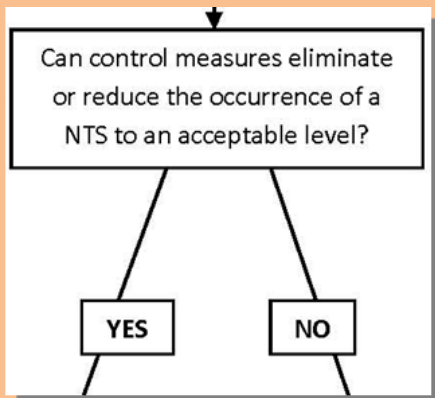 Can control measures eliminate
or reduce the occurrence of a
NTS to an acceptable level?
YES
NO